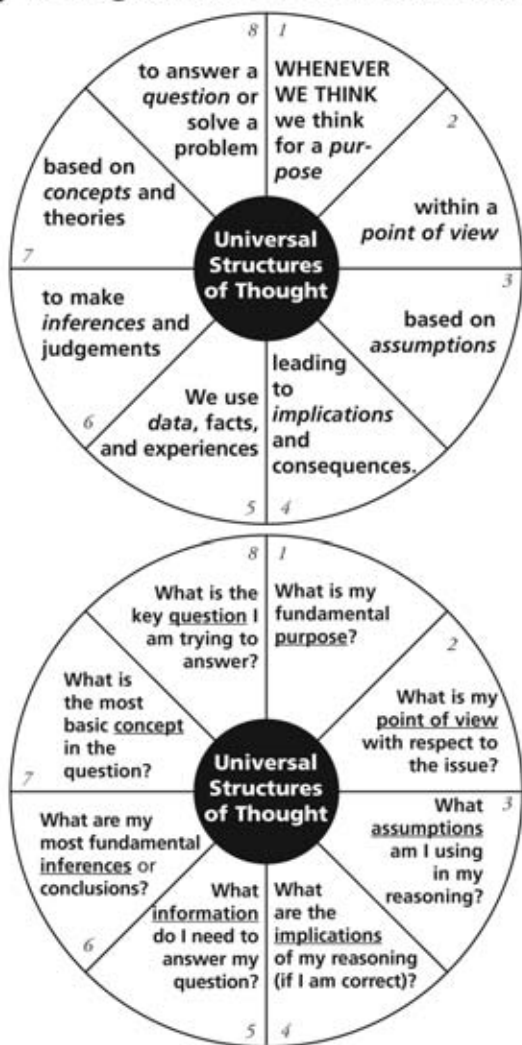 8
1
WHENEVER
WE THINK
we think
for a pur-
pose
2
within a
point of view
3
based on
assumptions
leading
to
implications
and
consequences.
4
We use
data, facts,
and experiences
5
to make
inferences and
judgements
6
based on
concepts and
theories
7
to answer a
question or
solve a
problem
Universal
Structures
of Thought
8
1
What is my
fundamental
purpose?
2
What is my
point of view
with respect to
the issue?
3
What
assumptions
am I using
in my
reasoning?
What
are the
implications
of my reasoning
(if I am correct)?
4
What
information
do I need to
answer my
question?
5
What are my
most fundamental
inferences or
conclusions?
6
What is
the most
basic concept
in the
question?
7
What is the
key question I
am trying to
answer?
Universal
Structures
of Thought